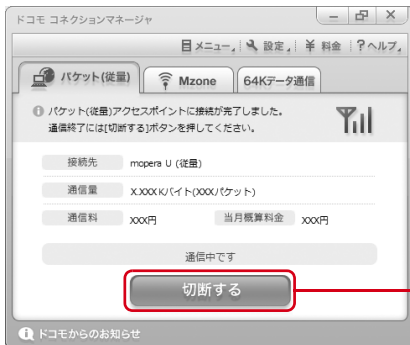 ドコモ コネクションマネージャ
メニュー 設定 ¥ 料金 ?ヘルプ
パケット(従量) Mzone 64Kデータ通信
パケット(従量)アクセスポイントに接続が完了しました。
通信終了には[切断する]ボタンを押してください。
接続先 mopera U (従量)
通信量 X.XXX Kバイト(XXXパケット)
通信料 XXX円 当月概算料金 XXX円
通信中です
切断する
ドコモからのお知らせ